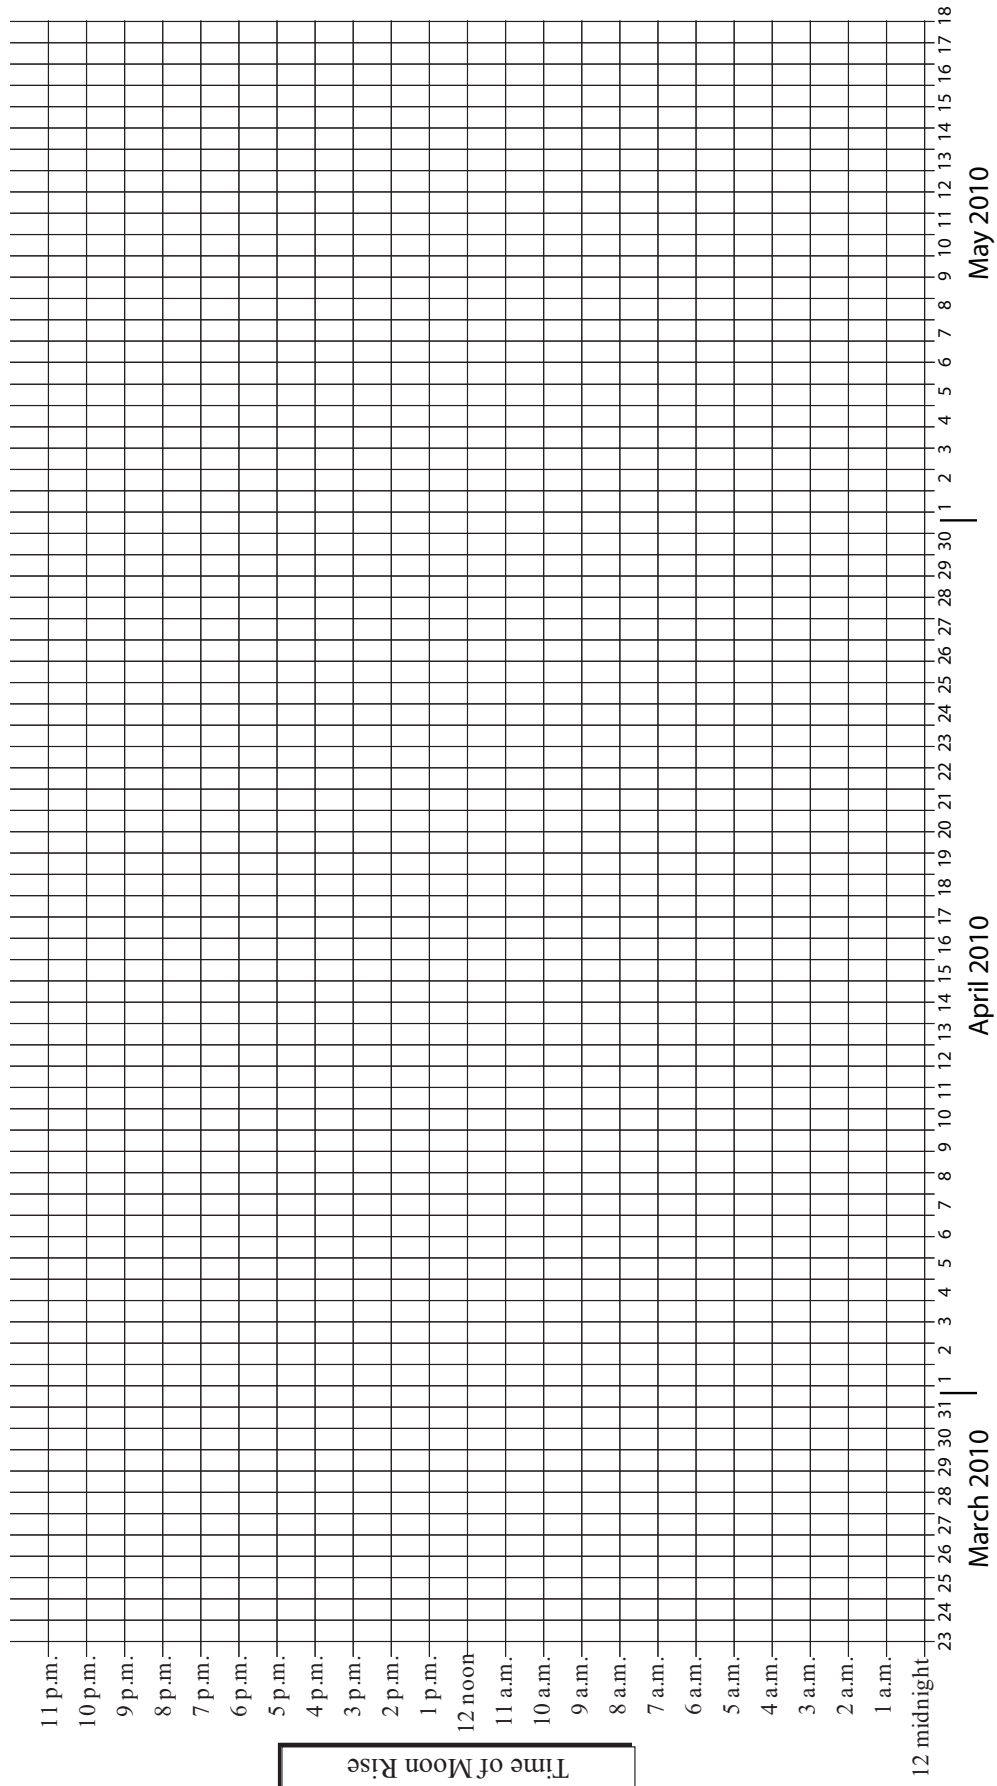 Time of Moon Rise
11 p.m.
10 p.m.
9 p.m.
8 p.m.
7 p.m.
6 p.m.
5 p.m.
4 p.m.
3 p.m.
2 p.m.
1 p.m.
12 noon
11 a.m.
10 a.m.
9 a.m.
8 a.m.
7 a.m.
6 a.m.
5 a.m.
4 a.m.
3 a.m.
2 a.m.
1 a.m.
12 midnight
23 24 25 26 27 28 29 30 31 1 2 3 4 5 6 7 8 9 10 11 12 13 14 15 16 17 18 19 20 21 22 23 24 25 26 27 28 29 30 1 2 3 4 5 6 7 8 9 10 11 12 13 14 15 16 17 18
March 2010 April 2010 May 2010